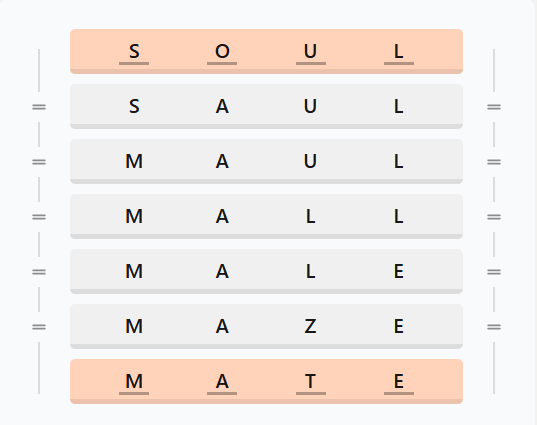 S O U L
S A U L
M A U L
M A L L
M A L E
M A Z E
M A T E